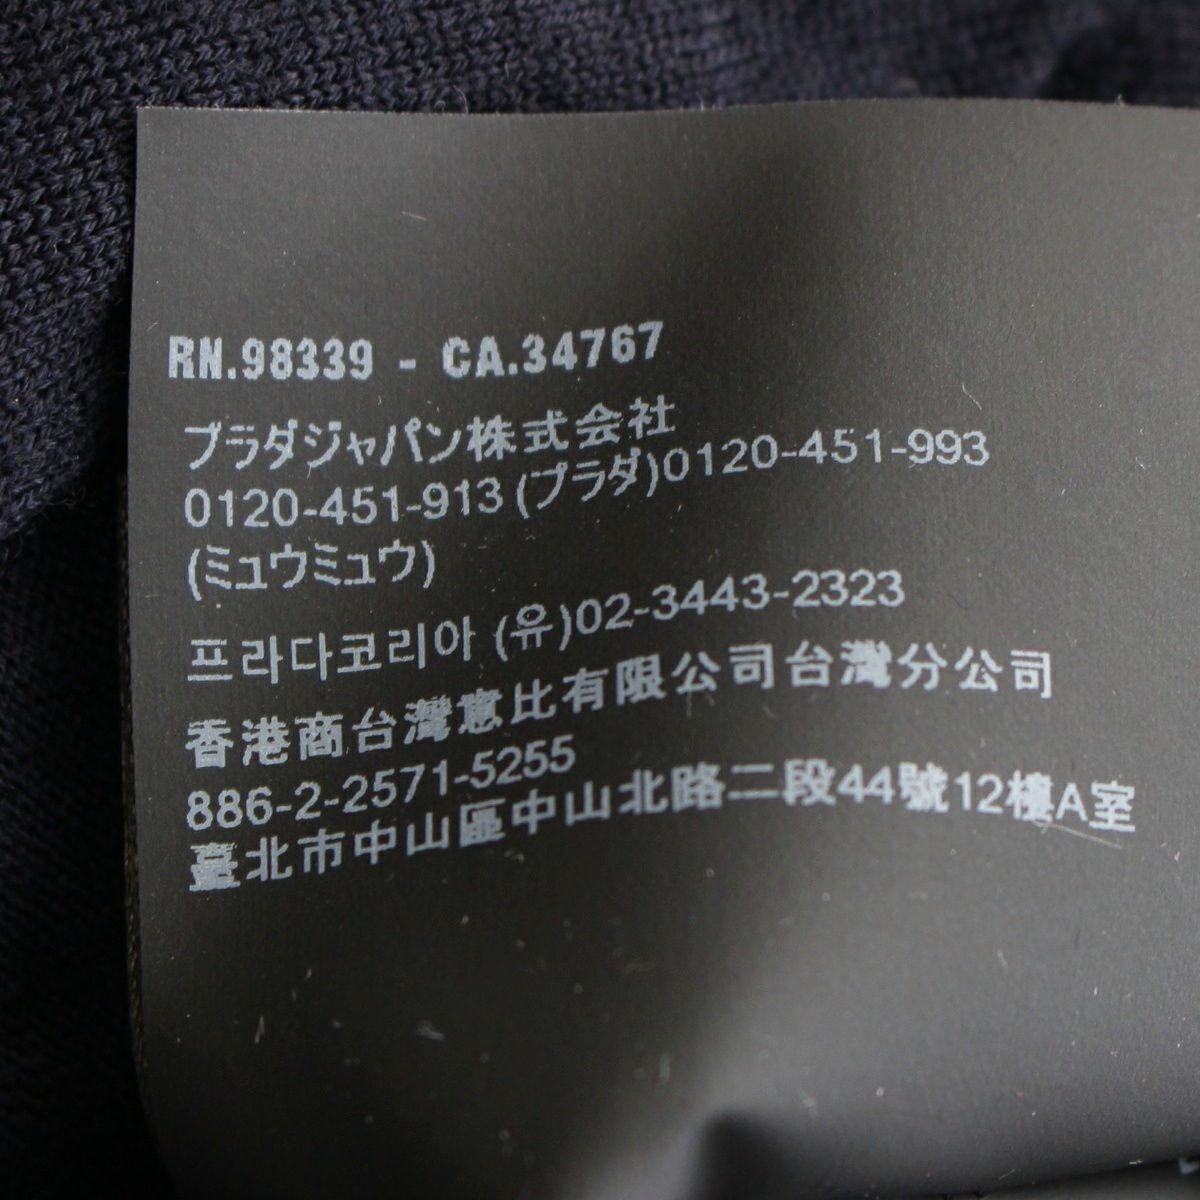 RN.98339 - CA.34767
プラダジャパン株式会社
0120-451-913 (プラダ)0120-451-993
(ミュウミュウ)
프라다코리아 (유)02-3443-2323
香港商台灣惠比有限公司台灣分公司
886-2-2571-5255
臺北市中山區中山北路二段44號12樓A室